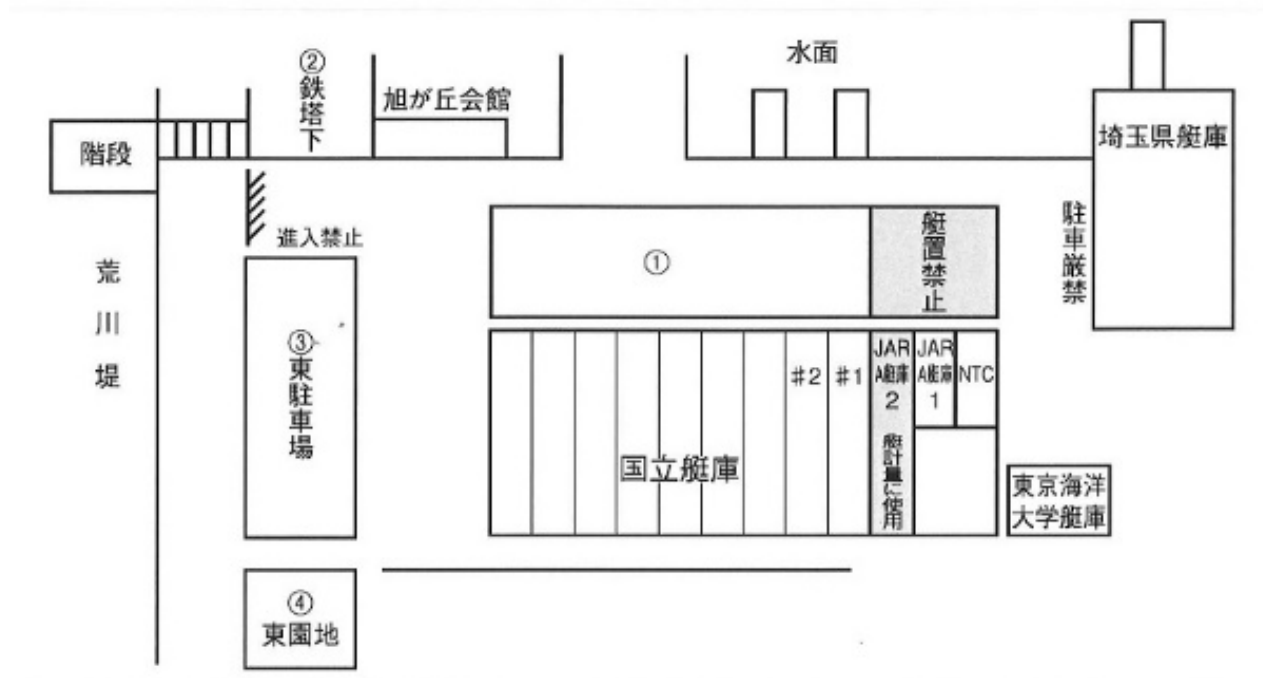 水面
②鉄塔下
旭が丘会館
階段
埼玉県艇庫
進入禁止
荒川堤
①
艇置禁止
駐車厳禁
③東駐車場
#2
#1
JAR
A艇庫
2
艇計量に使用
JAR
A艇庫
1
NTC
国立艇庫
東京海洋
大学艇庫
④
東園地